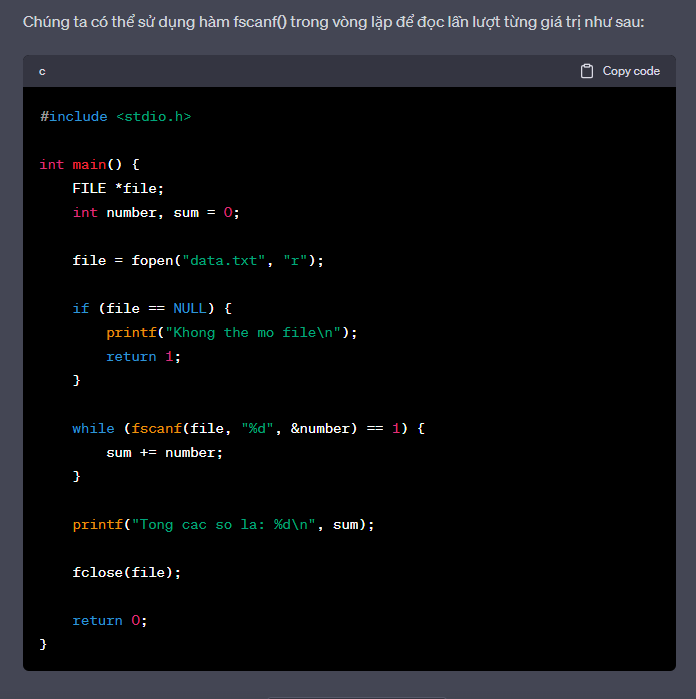 Chúng ta có thể sử dụng hàm fscanf() trong vòng lặp để đọc lần lượt từng giá trị như sau:
c
Copy code
#include <stdio.h>
int main() {
    FILE *file;
    int number, sum = 0;
    file = fopen("data.txt", "r");
    if (file == NULL) {
        printf("Khong the mo file\n");
        return 1;
    }
    while (fscanf(file, "%d", &number) == 1) {
        sum += number;
    }
    printf("Tong cac so la: %d\n", sum);
    fclose(file);
    return 0;
}